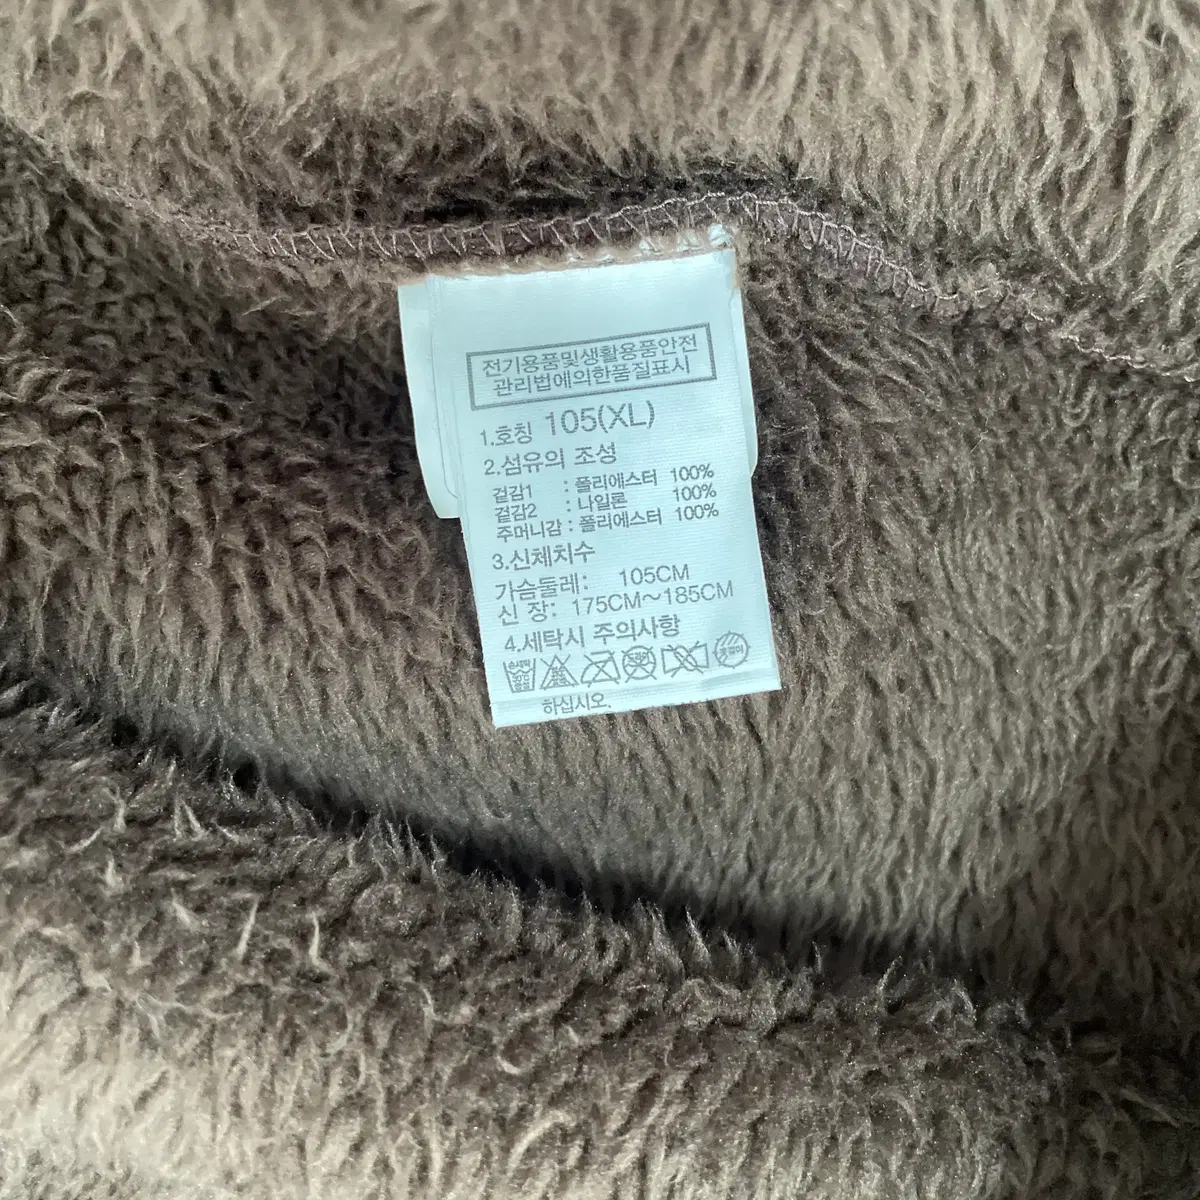 전기용품및생활용품안전
관리법에의한품질표시
1.호칭 105(XL)
2.섬유의 조성
겉감1 : 폴리에스터 100%
겉감2 : 나일론 100%
주머니감 : 폴리에스터 100%
3.신체치수
가슴둘레: 105CM
신 장: 175CM~185CM
4.세탁시 주의사항
하십시오.